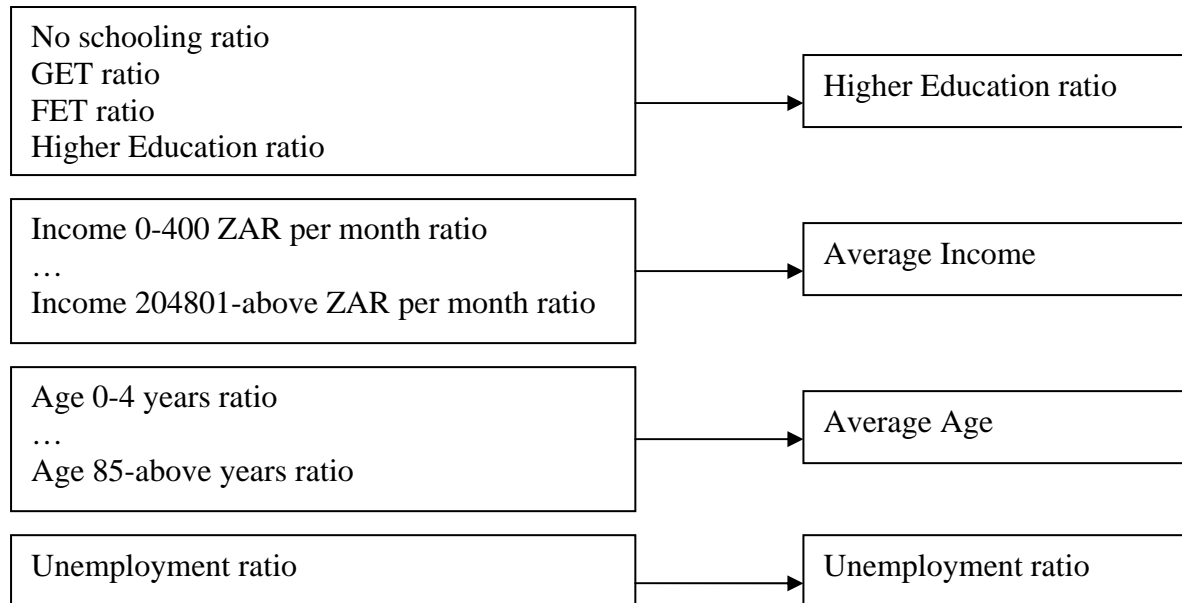 No schooling ratio
GET ratio
FET ratio
Higher Education ratio
Higher Education ratio
Income 0-400 ZAR per month ratio
…
Income 204801-above ZAR per month ratio
Average Income
Age 0-4 years ratio
…
Age 85-above years ratio
Average Age
Unemployment ratio
Unemployment ratio